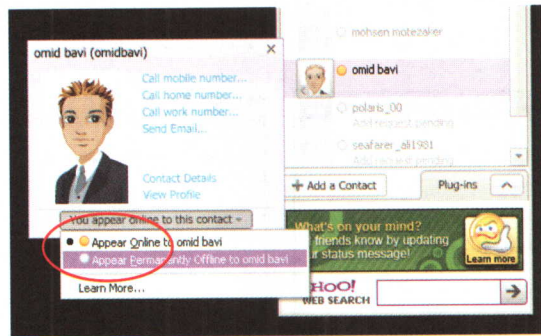 omid bavi (omidbavi)
Call mobile number...
Call home number...
Call work number...
Send Email...
Contact Details
View Profile
You appear online to this contact
Appear Online to omid bavi
Appear Permanently Offline to omid bavi
Learn More...
mohsen motezaker
omid bavi
polaris_00
Add request pending
seafarer_ali1981
Add request pending
+ Add a Contact
Plug-ins
What's on your mind?
friends know by updating
ur status message!
Learn more
HOO!
WEB SEARCH